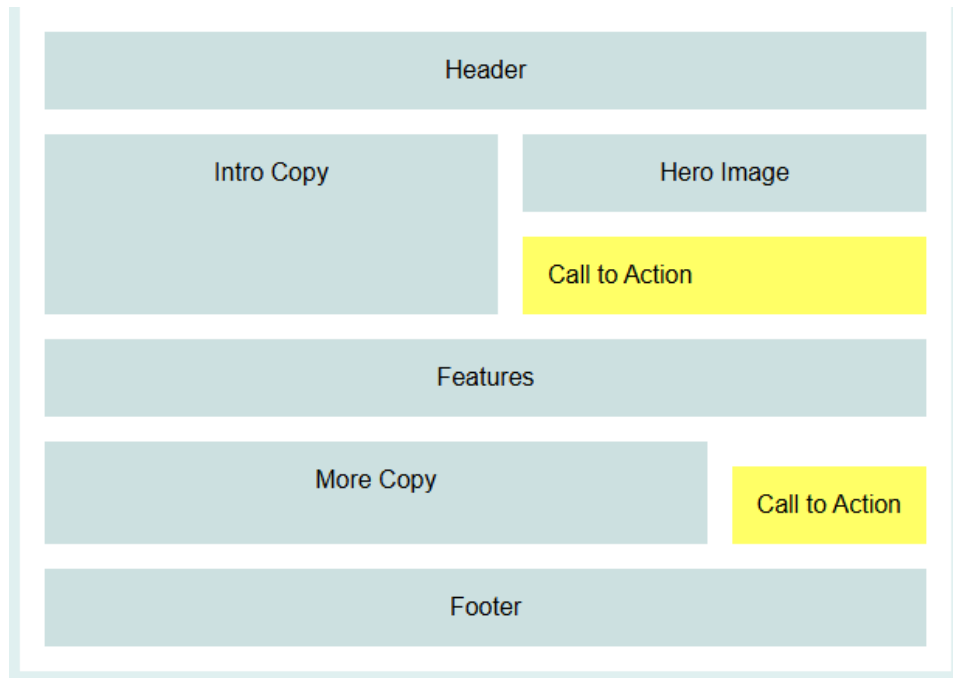 Header
Intro Copy
Hero Image
Call to Action
Features
More Copy
Call to Action
Footer